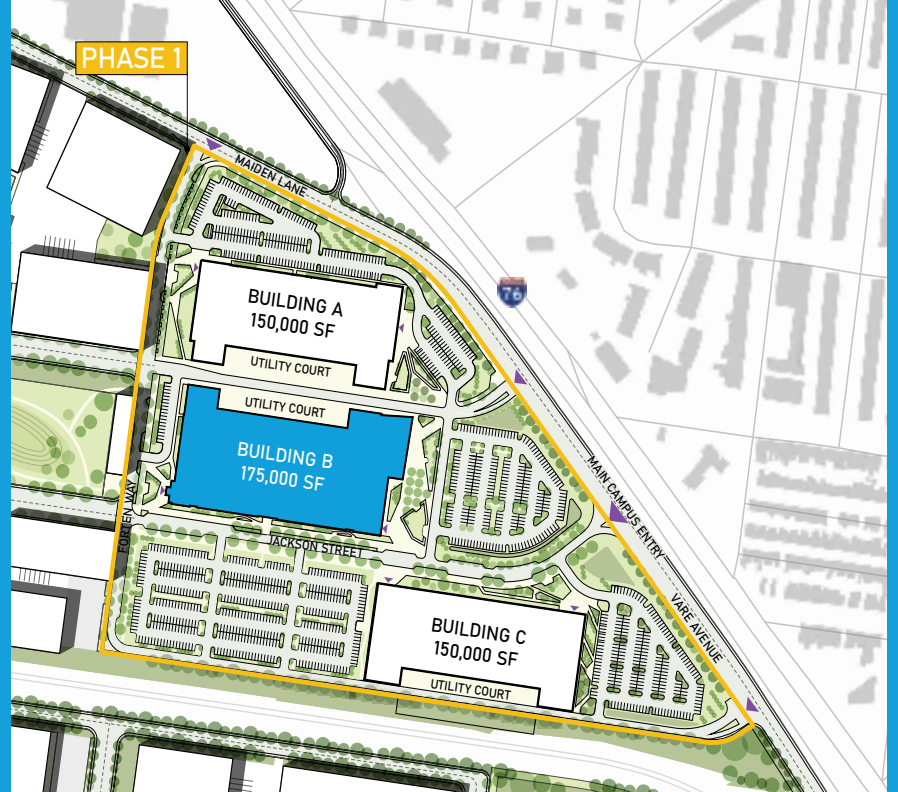 PHASE 1
MAIDEN LANE
76
BUILDING A
150,000 SF
UTILITY COURT
UTILITY COURT
BUILDING B
175,000 SF
MAIN CAMPUS ENTRY
FORTEN WAY
JACKSON STREET
VARE AVENUE
BUILDING C
150,000 SF
UTILITY COURT